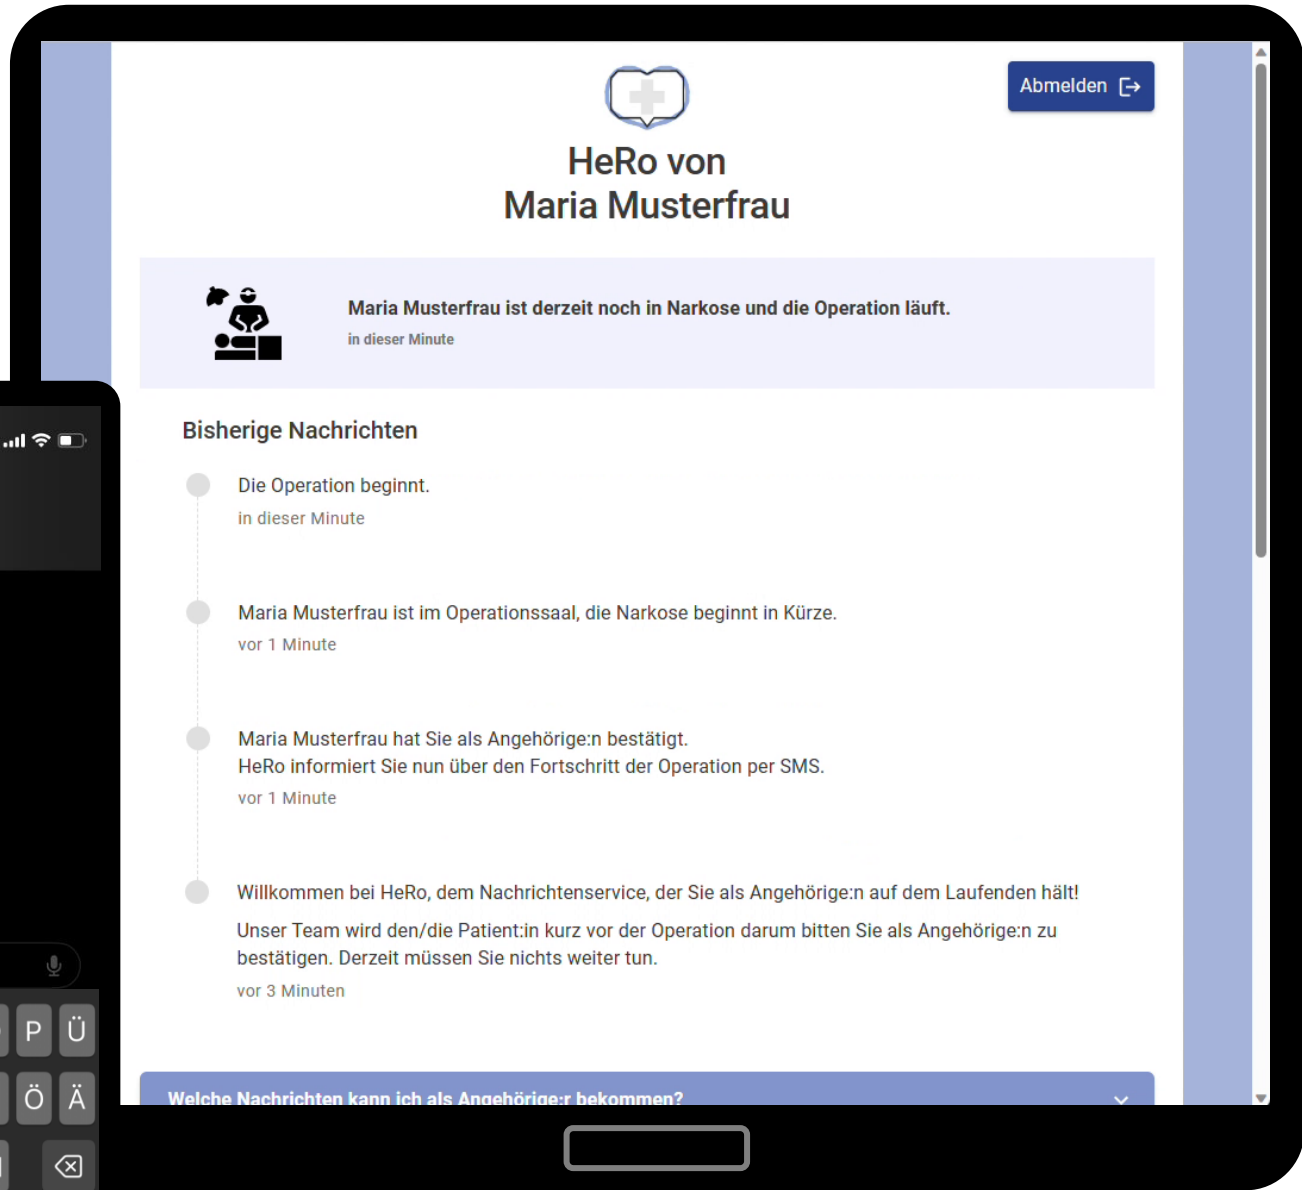 Abmelden
HeRo von
Maria Musterfrau
Maria Musterfrau ist derzeit noch in Narkose und die Operation läuft.
in dieser Minute
Bisherige Nachrichten
Die Operation beginnt.
in dieser Minute
Maria Musterfrau ist im Operationssaal, die Narkose beginnt in Kürze.
vor 1 Minute
Maria Musterfrau hat Sie als Angehörige:n bestätigt.
HeRo informiert Sie nun über den Fortschritt der Operation per SMS.
vor 1 Minute
Willkommen bei HeRo, dem Nachrichtenservice, der Sie als Angehörige:n auf dem Laufenden hält!
Unser Team wird den/die Patient:in kurz vor der Operation darum bitten Sie als Angehörige:n zu
bestätigen. Derzeit müssen Sie nichts weiter tun.
vor 3 Minuten
Welche Nachrichten kann ich als Angehörige:r bekommen?
P Ü
Ö Ä